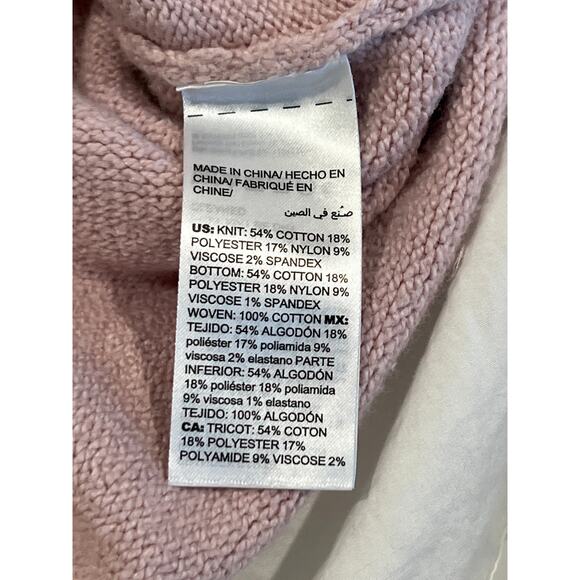 MADE IN CHINA/ HECHO EN
CHINA/ FABRIQUÉ EN
CHINE/
صنع في الصين
US: KNIT: 54% COTTON 18%
POLYESTER 17% NYLON 9%
VISCOSE 2% SPANDEX
BOTTOM: 54% COTTON 18%
POLYESTER 18% NYLON 9%
VISCOSE 1% SPANDEX
WOVEN: 100% COTTON MX:
TEJIDO: 54% ALGODÓN 18%
poliéster 17% poliamida 9%
viscosa 2% elastano PARTE
INFERIOR: 54% ALGODÓN
18% poliéster 18% poliamida
9% viscosa 1% elastano
TEJIDO: 100% ALGODÓN
CA: TRICOT: 54% COTON
18% POLYESTER 17%
POLYAMIDE 9% VISCOSE 2%